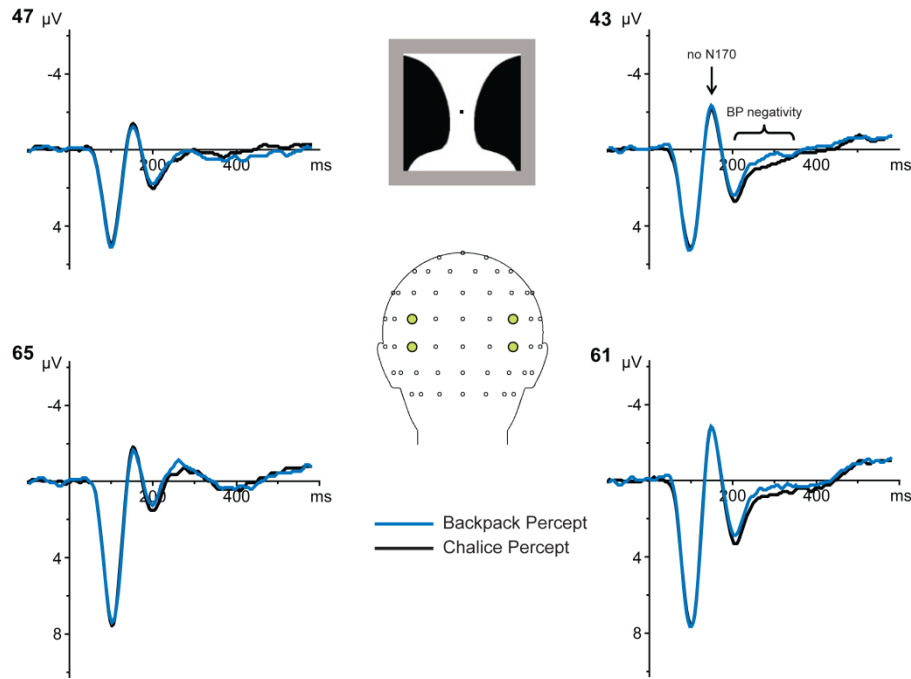 47
µV
-4
200
400
ms
4
43
µV
-4
no N170
BP negativity
200
400
ms
4
65
µV
-4
200
400
ms
4
8
61
µV
-4
200
400
ms
4
8
Backpack Percept
Chalice Percept